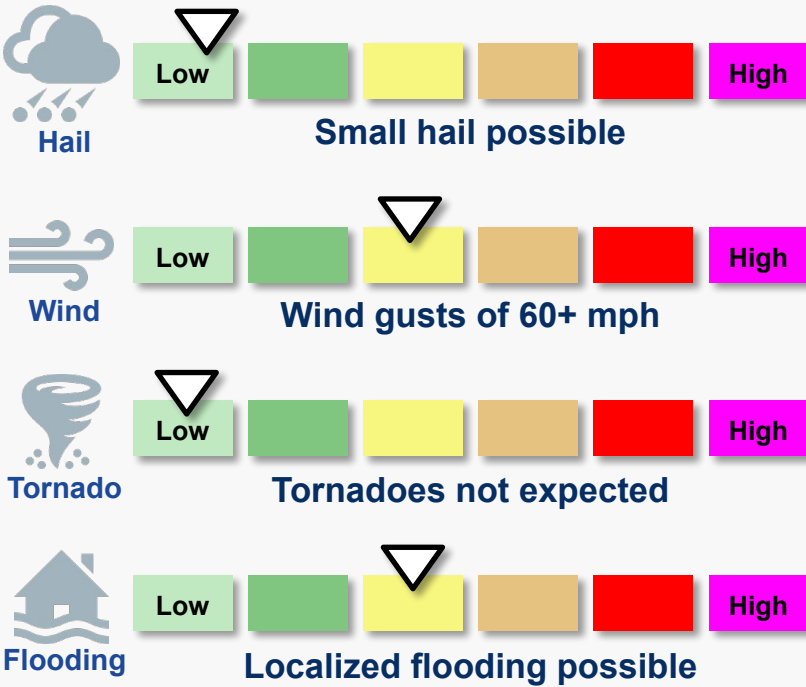 Low High
Hail
Small hail possible
Low High
Wind
Wind gusts of 60+ mph
Low High
Tornado
Tornadoes not expected
Low High
Flooding
Localized flooding possible